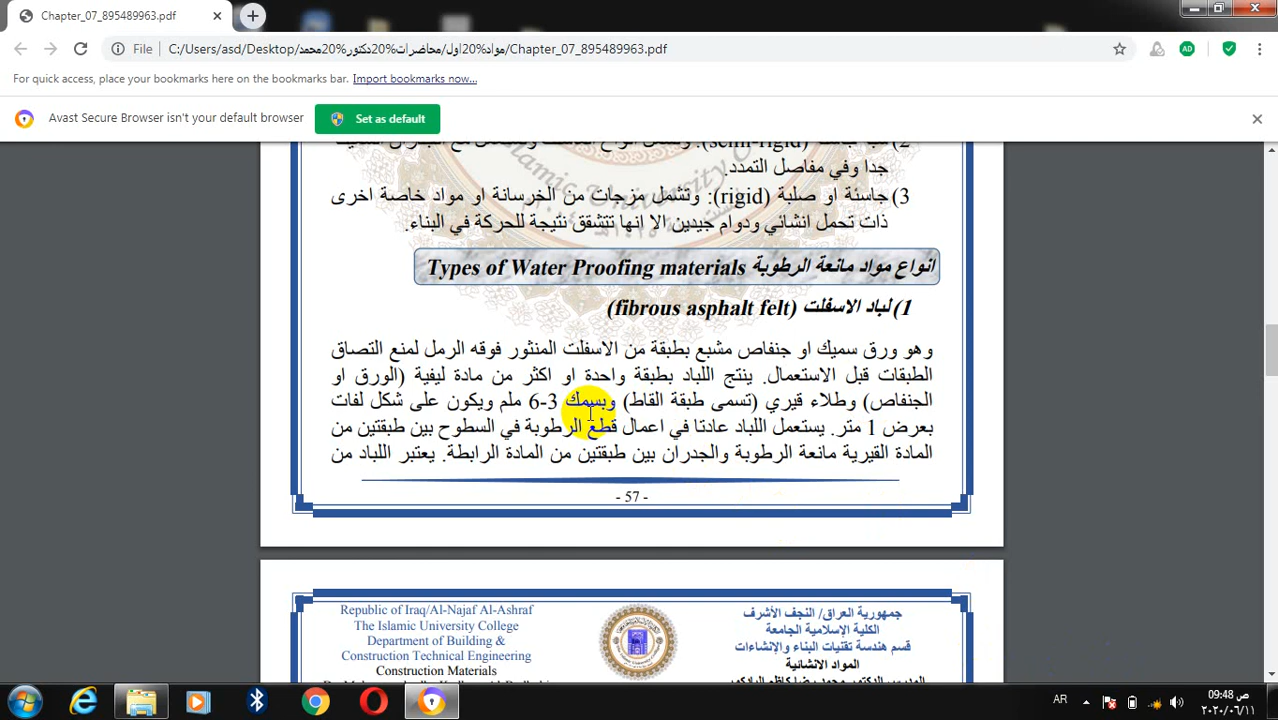 Chapter_07_895489963.pdf
File
C:/Users/asd/Desktop/مواد%20اول/محاضرات%20دكتور%20محمد/Chapter_07_895489963.pdf
For quick access, place your bookmarks here on the bookmarks bar. Import bookmarks now...
Avast Secure Browser isn't your default browser
Set as default
2) (semi-rigid):
جدا وفي مفاصل التمدد.
3) جاسئة او صلبة (rigid): وتشمل مزجات من الخرسانة او مواد خاصة اخرى
ذات تحمل انشائي ودوام جيدين الا انها تتشقق نتيجة للحركة في البناء.
انواع مواد مانعة الرطوبة Types of Water Proofing materials
1) لباد الاسفلت (fibrous asphalt felt)
وهو ورق سميك او جنفاص مشبع بطبقة من الاسفلت المنثور فوقه الرمل لمنع التصاق
الطبقات قبل الاستعمال. ينتج اللباد بطبقة واحدة او اكثر من مادة ليفية (الورق او
الجنفاص) وطلاء قيري (تسمى طبقة القاط) وبسمك 3-6 ملم ويكون على شكل لفات
بعرض 1 متر. يستعمل اللباد عادتا في اعمال قطع الرطوبة في السطوح بين طبقتين من
المادة القيرية مانعة الرطوبة والجدران بين طبقتين من المادة الرابطة. يعتبر اللباد من
- 57 -
جمهورية العراق/ النجف الأشرف
الكلية الإسلامية الجامعة
قسم هندسة تقنيات البناء والإنشاءات
المواد الانشائية
Republic of Iraq/Al-Najaf Al-Ashraf
The Islamic University College
Department of Building &
Construction Technical Engineering
Construction Materials
AR
09:48 ص
٢٠٢٠/٠٦/١١